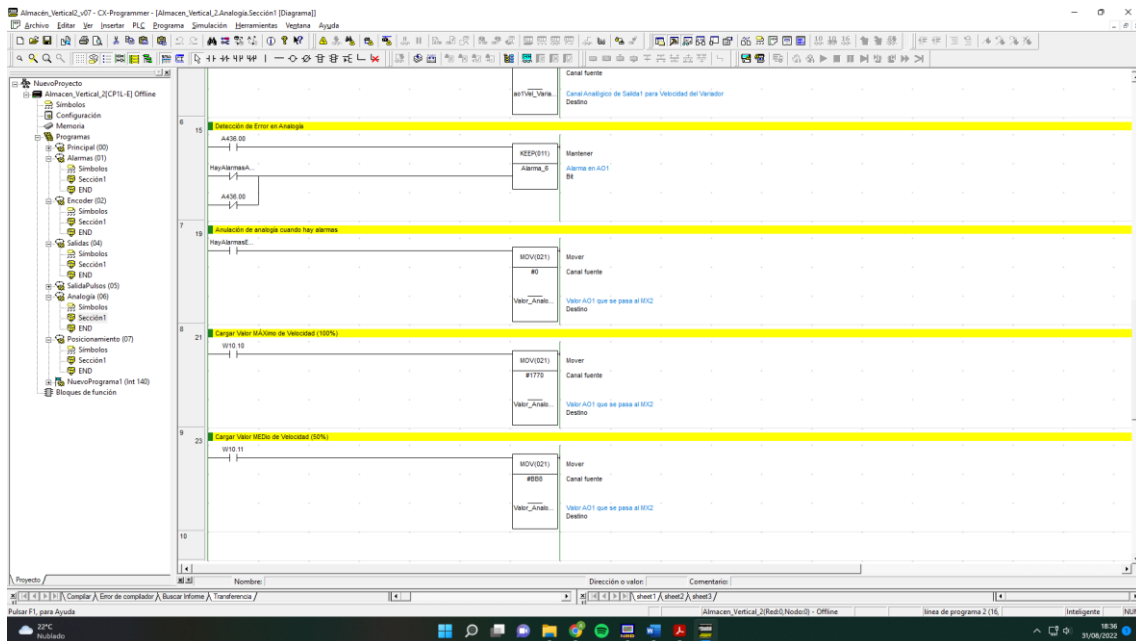 Almacén_Vertical2_v07 - CX-Programmer - [Almacen_Vertical_2.Analogía.Sección1 [Diagrama]]
Archivo Editar Ver Insertar PLC Programa Simulación Herramientas Ventana Ayuda
NuevoProyecto
Almacen_Vertical_2[CP1L-E] Offline
Símbolos
Configuración
Memoria
Programas
Principal (00)
Alarmas (01)
Símbolos
Sección1
END
Encoder (02)
Símbolos
Sección1
END
Salidas (04)
Símbolos
Sección1
END
SalidaPulsos (05)
Analogía (06)
Símbolos
Sección1
END
Posicionamiento (07)
Símbolos
Sección1
END
NuevoPrograma1 (Int 140)
Bloques de función
Proyecto
Canal fuente
ao1Vel_Varia...
Canal Analógico de Salida1 para Velocidad del Variador
Destino
6
15
Detección de Error en Analogía
A436.00
KEEP(011)
Mantener
HayAlarmasA...
Alarma_6
Alarma en AO1
Bit
A436.00
7
19
Anulación de analogía cuando hay alarmas
HayAlarmasE...
MOV(021)
Mover
#0
Canal fuente
Valor_Analo...
Valor AO1 que se pasa al MX2
Destino
8
21
Cargar Valor MÁXimo de Velocidad (100%)
W10.10
MOV(021)
Mover
#1770
Canal fuente
Valor_Analo...
Valor AO1 que se pasa al MX2
Destino
9
23
Cargar Valor MEDio de Velocidad (50%)
W10.11
MOV(021)
Mover
#BB8
Canal fuente
Valor_Analo...
Valor AO1 que se pasa al MX2
Destino
10
Nombre:
Dirección o valor:
Comentario:
Compilar
Error de compilador
Buscar Informe
Transferencia
sheet1
sheet2
sheet3
Pulsar F1, para Ayuda
Almacen_Vertical_2(Red:0,Nodo:0) - Offline
línea de programa 2 (16,
Inteligente
NUM
22°C
Nublado
18:36
31/08/2022